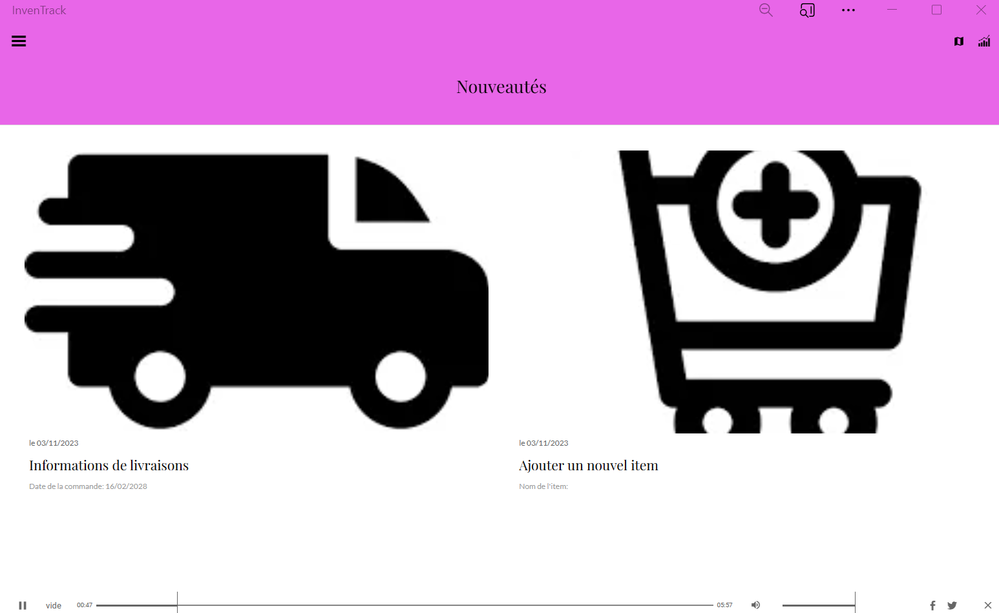 InvenTrack
Nouveautés
le 03/11/2023
Informations de livraisons
Date de la commande: 16/02/2028
le 03/11/2023
Ajouter un nouvel item
Nom de l'item:
vide
00:47
05:57